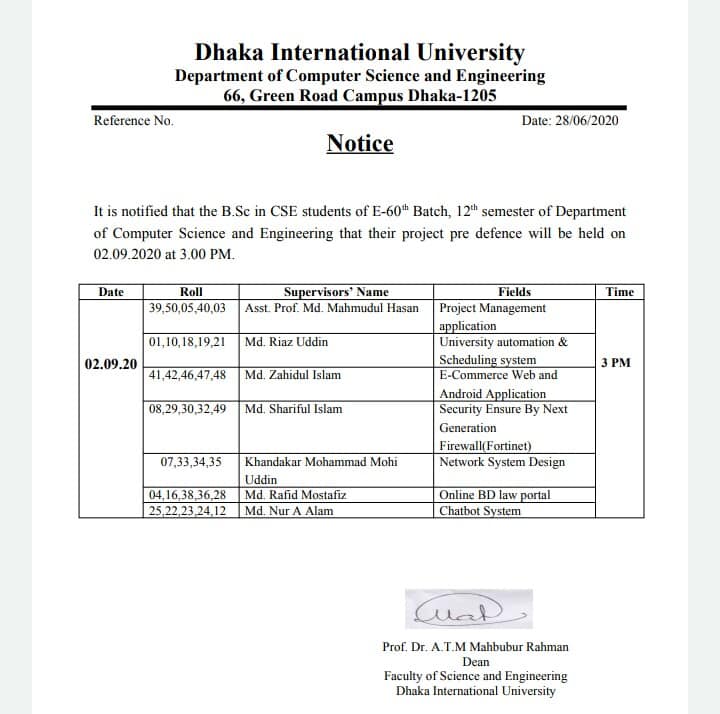 Dhaka International University
Department of Computer Science and Engineering
66, Green Road Campus Dhaka-1205
Reference No. Date: 28/06/2020
Notice
It is notified that the B.Sc in CSE students of E-60th Batch, 12th semester of Department
of Computer Science and Engineering that their project pre defence will be held on
02.09.2020 at 3.00 PM.
Date Roll Supervisors’ Name Fields Time
39,50,05,40,03 Asst. Prof. Md. Mahmudul Hasan Project Management
application
01,10,18,19,21 Md. Riaz Uddin University automation &
Scheduling system
02.09.20 3 PM
41,42,46,47,48 Md. Zahidul Islam E-Commerce Web and
Android Application
08,29,30,32,49 Md. Shariful Islam Security Ensure By Next
Generation
Firewall(Fortinet)
07,33,34,35 Khandakar Mohammad Mohi Network System Design
Uddin
04,16,38,36,28 Md. Rafid Mostafiz Online BD law portal
25,22,23,24,12 Md. Nur A Alam Chatbot System
Prof. Dr. A.T.M Mahbubur Rahman
Dean
Faculty of Science and Engineering
Dhaka International University